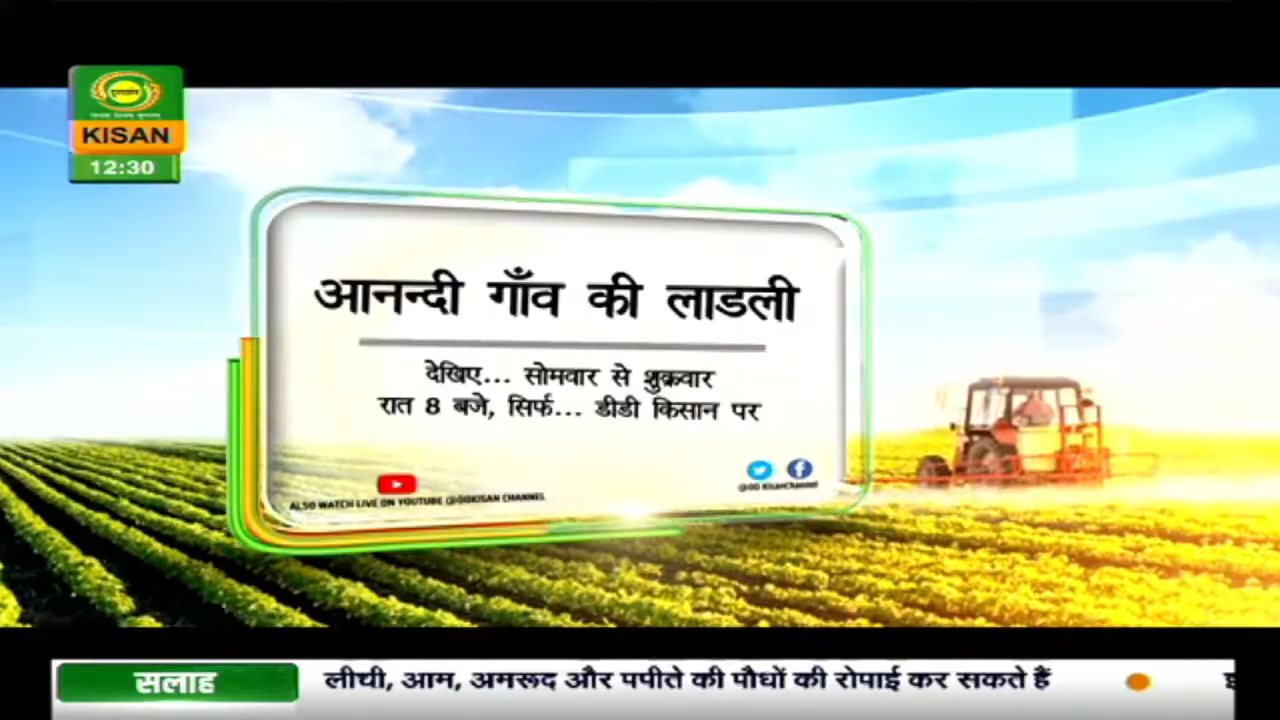 KISAN
12:30
आनन्दी गाँव की लाडली
देखिए... सोमवार से शुक्रवार
रात 8 बजे, सिर्फ... डीडी किसान पर
ALSO WATCH LIVE ON YOUTUBE @DDKISAN CHANNEL
@DD KisanChannel
सलाह
लीची, आम, अमरूद और पपीते की पौधों की रोपाई कर सकते हैं